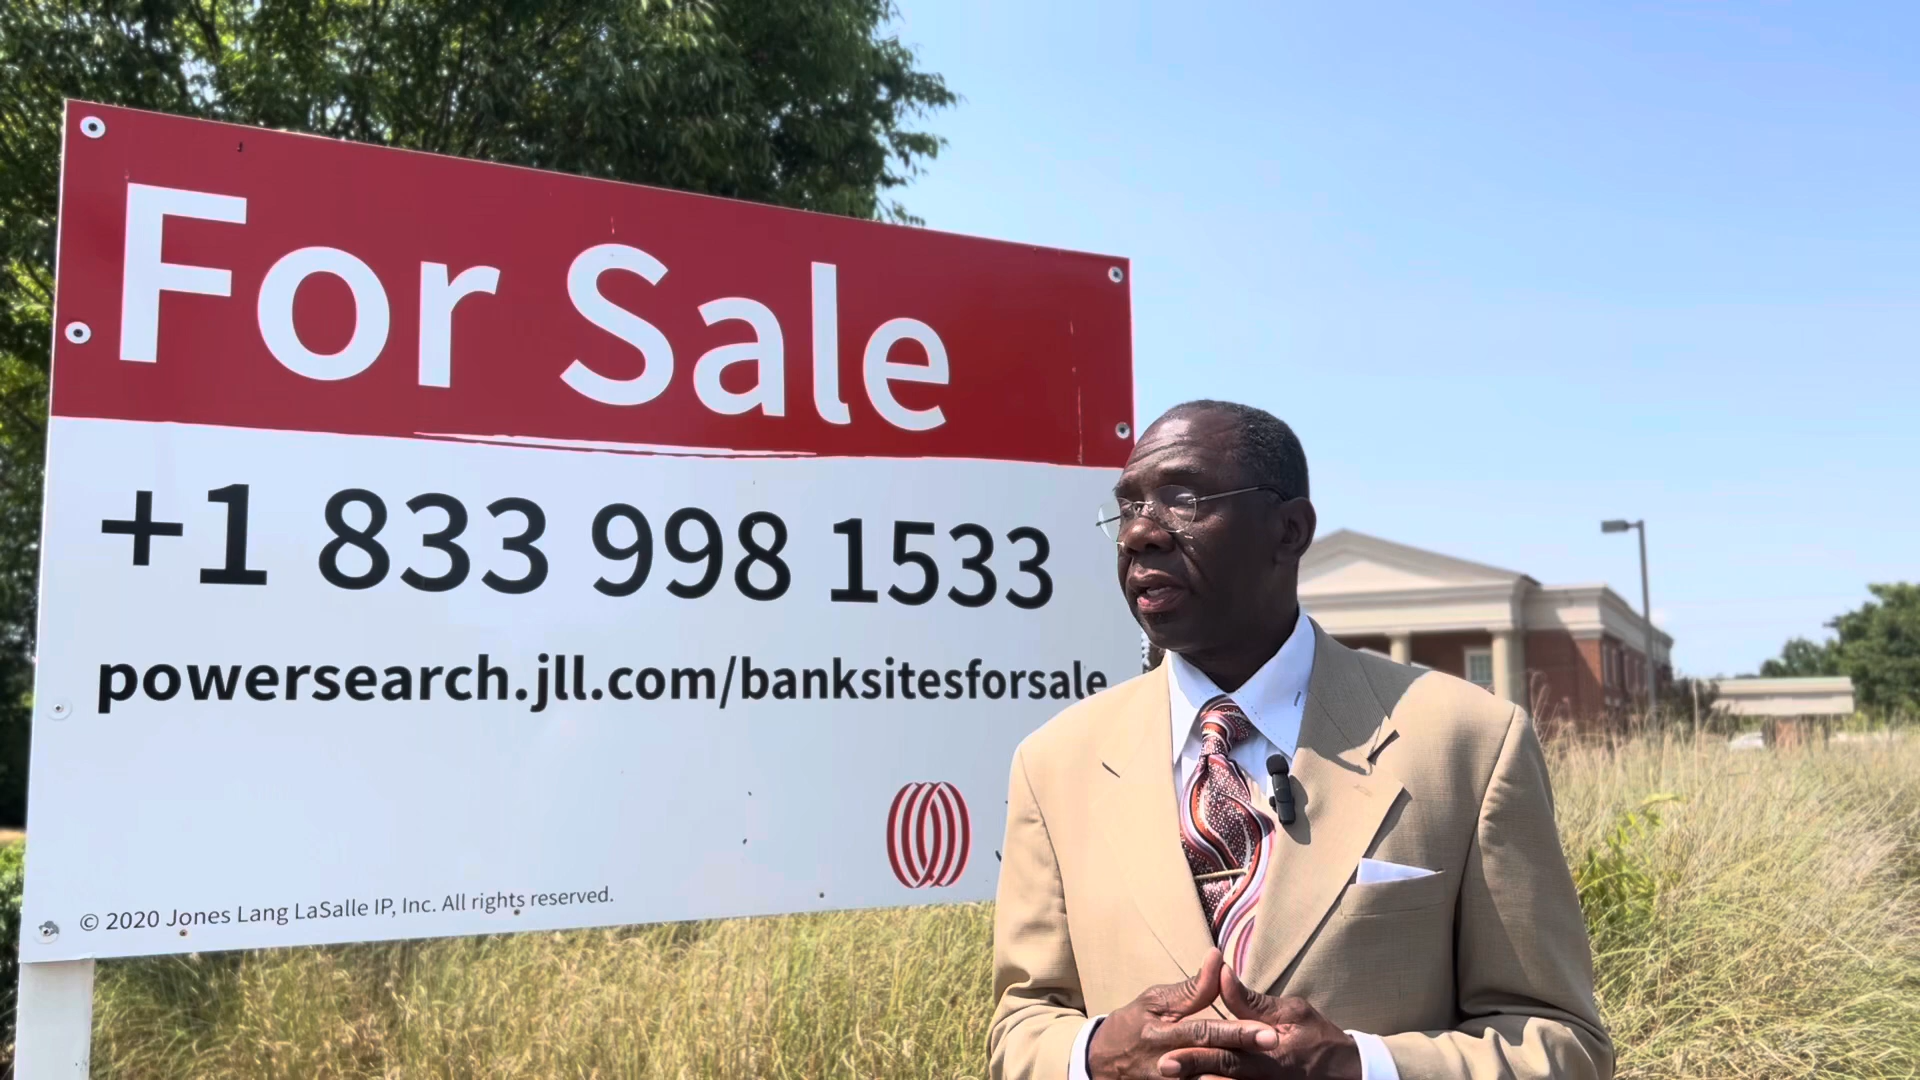 For Sale
+1 833 998 1533
powersearch.jll.com/banksitesforsale
© 2020 Jones Lang LaSalle IP, Inc. All rights reserved.